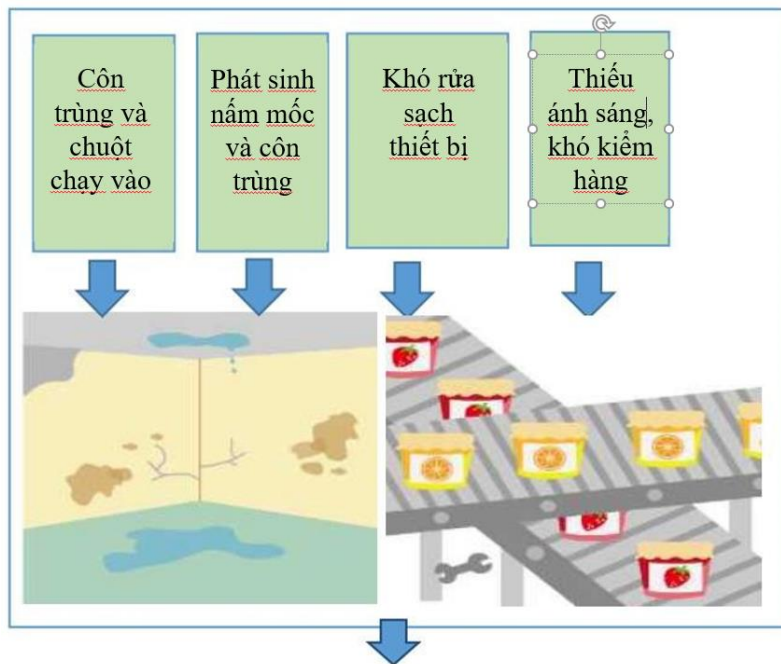 Côn
trùng và
chuột
chạy vào
Phát sinh
nấm mốc
và côn
trùng
Khó rửa
sạch
thiết bị
Thiếu
ánh sáng,
khó kiểm
hàng